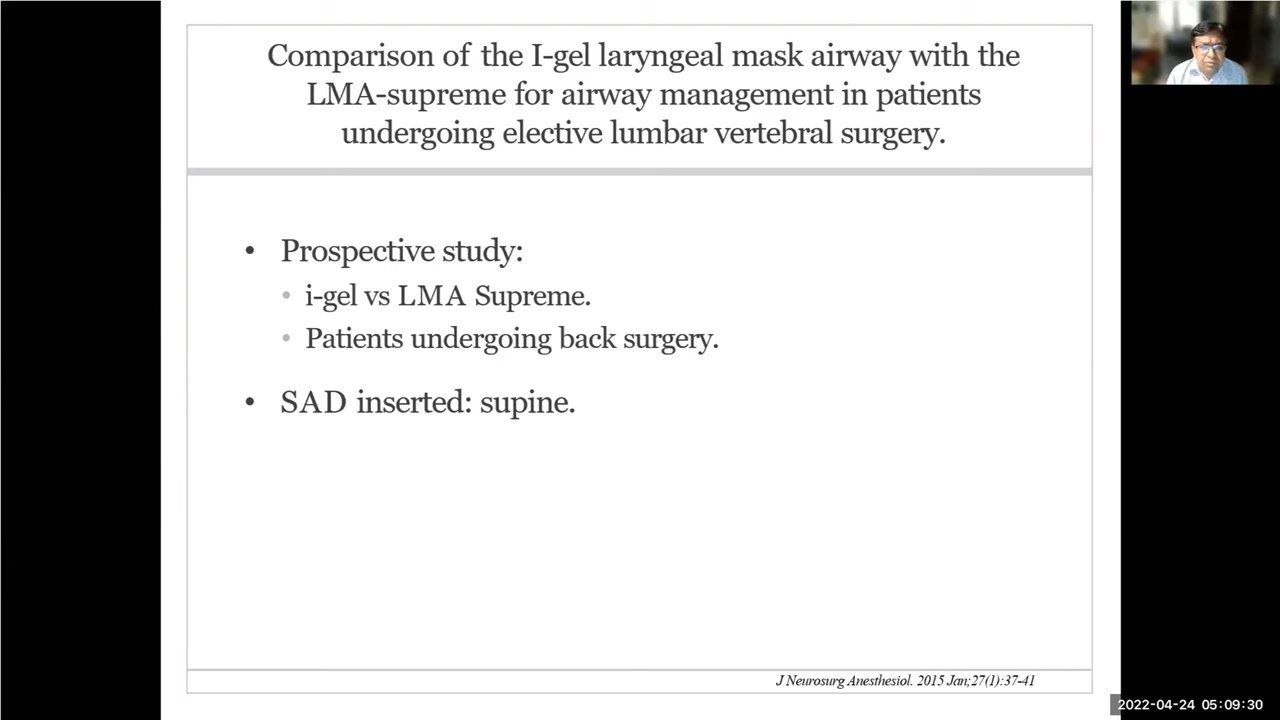 Comparison of the I-gel laryngeal mask airway with the
LMA-supreme for airway management in patients
undergoing elective lumbar vertebral surgery.
• Prospective study:
• i-gel vs LMA Supreme.
• Patients undergoing back surgery.
• SAD inserted: supine.
J Neurosurg Anesthesiol. 2015 Jan;27(1):37-41
2022-04-24 05:09:30